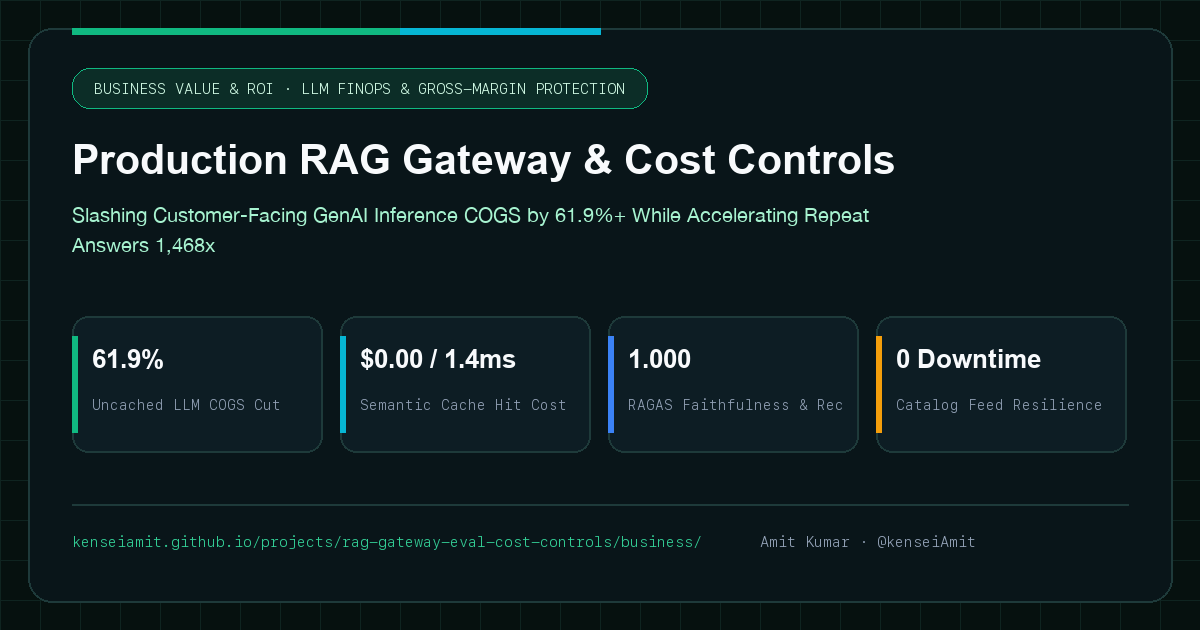 BUSINESS VALUE & ROI · LLM FINOPS & GROSS–MARGIN PROTECTION
Production RAG Gateway & Cost Controls
Slashing Customer-Facing GenAI Inference COGS by 61.9%+ While Accelerating Repeat
Answers 1,468x
61.9%
Uncached LLM COGS Cut
$0.00 / 1.4ms
Semantic Cache Hit Cost
1.000
RAGAS Faithfulness & Rec
0 Downtime
Catalog Feed Resilience
kenseiamit.github.io/projects/rag-gateway-eval-cost-controls/business/
Amit Kumar · @kenseiAmit